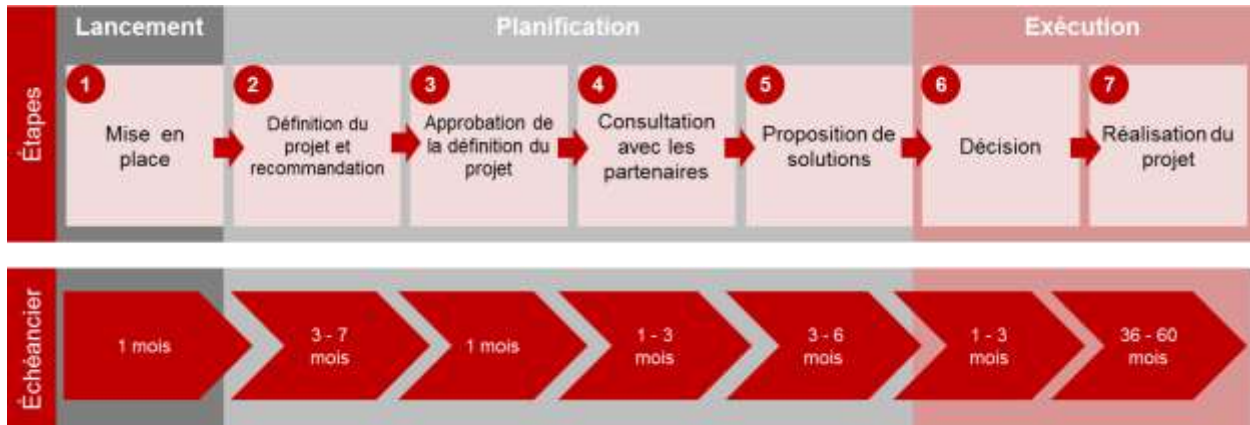 Lancement
Planification
Exécution
Étapes
1
Mise en
place
2
Définition du
projet et
recommandation
3
Approbation de
la définition du
projet
4
Consultation
avec les
partenaires
5
Proposition de
solutions
6
Décision
7
Réalisation du
projet
Échéancier
1 mois
3 - 7
mois
1 mois
1 - 3
mois
3 - 6
mois
1 - 3
mois
36 - 60
mois